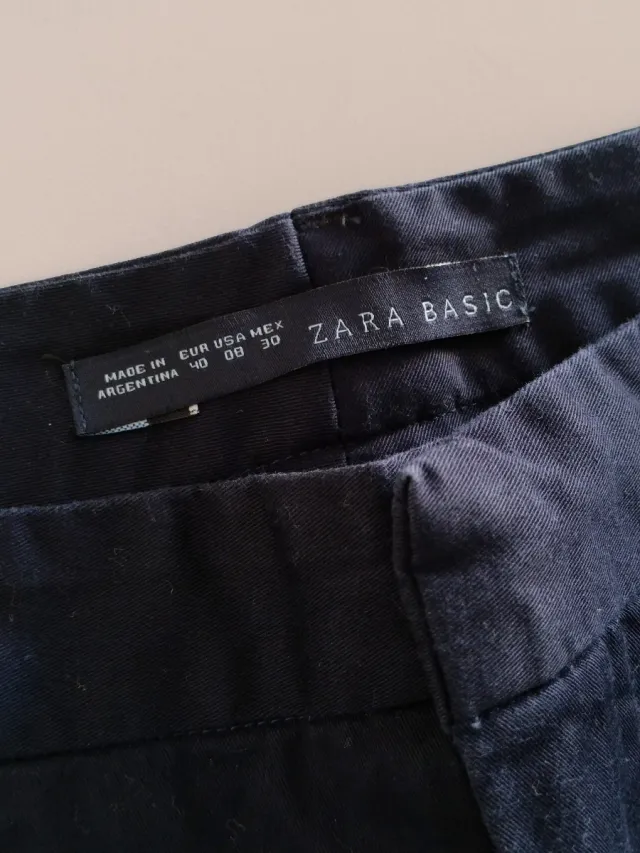 MADE IN
ARGENTINA
EUR USA MEX
40 08 30
ZARA BASIC